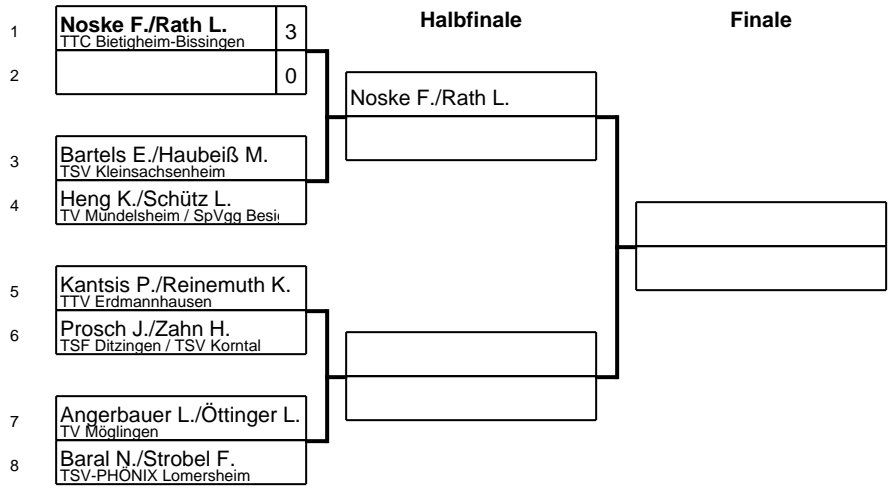 Halbfinale
Finale
1
Noske F./Rath L.
3
TTC Bietigheim-Bissingen
2
0
Noske F./Rath L.
3
Bartels E./Haubeiß M.
TSV Kleinsachsenheim
4
Heng K./Schütz L.
TV Mundelsheim / SpVgg Besi
5
Kantsis P./Reinemuth K.
TTV Erdmannhausen
6
Prosch J./Zahn H.
TSF Ditzingen / TSV Korntal
7
Angerbauer L./Öttinger L.
TV Möglingen
8
Baral N./Strobel F.
TSV-PHÖNIX Lomersheim